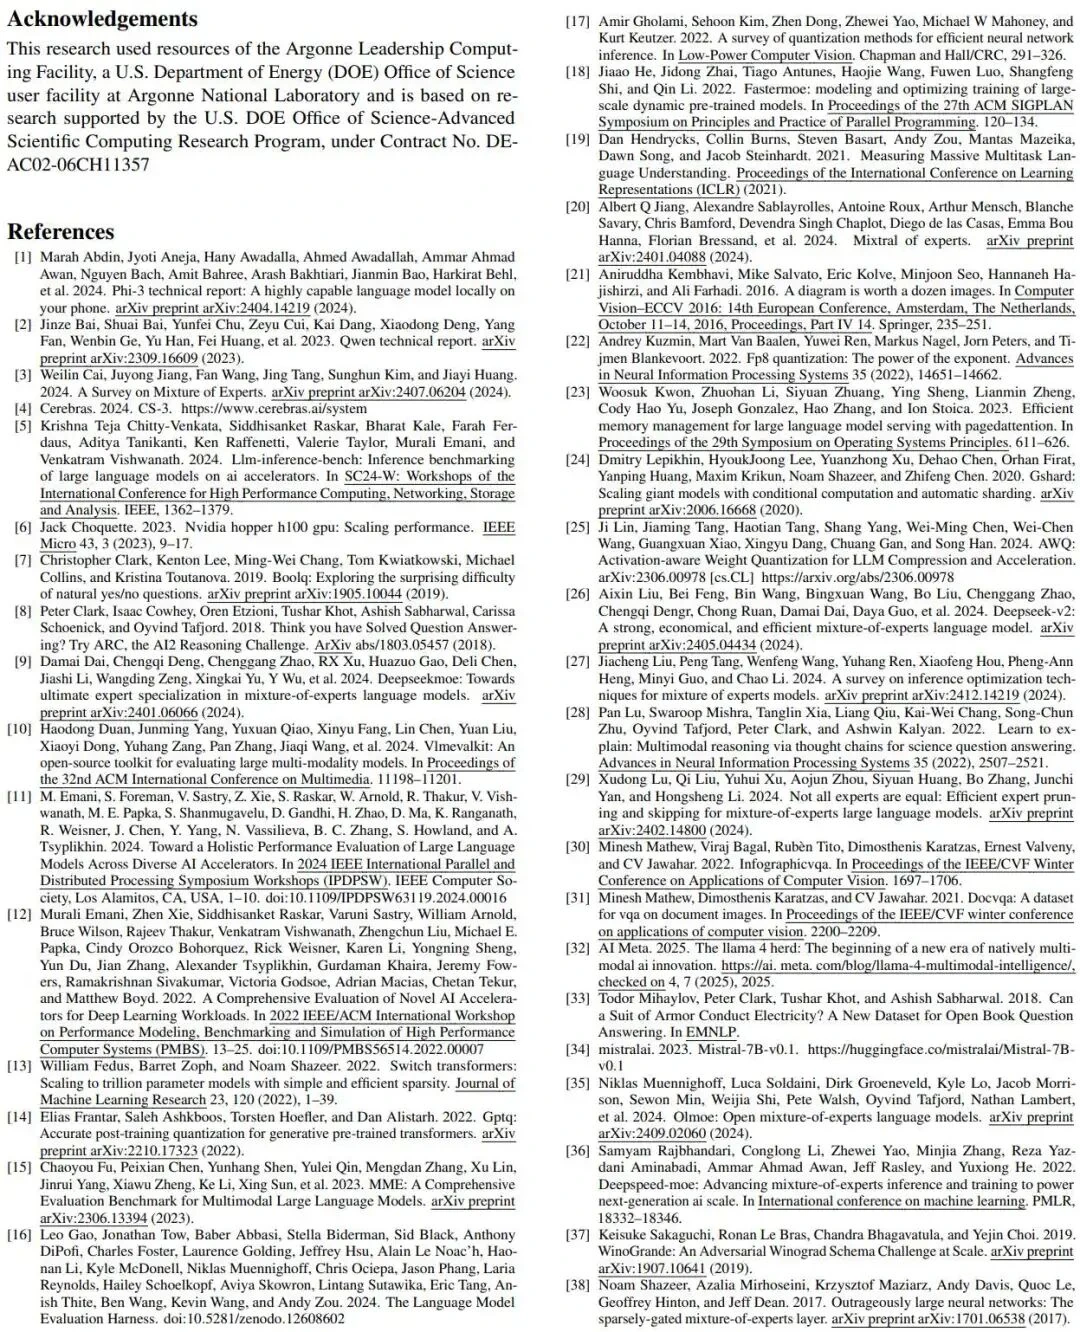 Acknowledgements
This research used resources of the Argonne Leadership Comput-
ing Facility, a U.S. Department of Energy (DOE) Office of Science
user facility at Argonne National Laboratory and is based on re-
search supported by the U.S. DOE Office of Science-Advanced
Scientific Computing Research Program, under Contract No. DE-
AC02-06CH11357
References
[1] Marah Abdin, Jyoti Aneja, Hany Awadalla, Ahmed Awadallah, Ammar Ahmad
Awan, Nguyen Bach, Amit Bahree, Arash Bakhtiari, Jianmin Bao, Harkirat Behl,
et al. 2024. Phi-3 technical report: A highly capable language model locally on
your phone. arXiv preprint arXiv:2404.14219 (2024).
[2] Jinze Bai, Shuai Bai, Yunfei Chu, Zeyu Cui, Kai Dang, Xiaodong Deng, Yang
Fan, Wenbin Ge, Yu Han, Fei Huang, et al. 2023. Qwen technical report. arXiv
preprint arXiv:2309.16609 (2023).
[3] Weilin Cai, Juyong Jiang, Fan Wang, Jing Tang, Sunghun Kim, and Jiayi Huang.
2024. A Survey on Mixture of Experts. arXiv preprint arXiv:2407.06204 (2024).
[4] Cerebras. 2024. CS-3. https://www.cerebras.ai/system
[5] Krishna Teja Chitty-Venkata, Siddhisanket Raskar, Bharat Kale, Farah Fer-
daus, Aditya Tanikanti, Ken Raffenetti, Valerie Taylor, Murali Emani, and
Venkatram Vishwanath. 2024. Llm-inference-bench: Inference benchmarking
of large language models on ai accelerators. In SC24-W: Workshops of the
International Conference for High Performance Computing, Networking, Storage
and Analysis. IEEE, 1362–1379.
[6] Jack Choquette. 2023. Nvidia hopper h100 gpu: Scaling performance. IEEE
Micro 43, 3 (2023), 9–17.
[7] Christopher Clark, Kenton Lee, Ming-Wei Chang, Tom Kwiatkowski, Michael
Collins, and Kristina Toutanova. 2019. Boolq: Exploring the surprising difficulty
of natural yes/no questions. arXiv preprint arXiv:1905.10044 (2019).
[8] Peter Clark, Isaac Cowhey, Oren Etzioni, Tushar Khot, Ashish Sabharwal, Carissa
Schoenick, and Oyvind Tafjord. 2018. Think you have Solved Question Answer-
ing? Try ARC, the AI2 Reasoning Challenge. ArXiv abs/1803.05457 (2018).
[9] Damai Dai, Chengqi Deng, Chenggang Zhao, RX Xu, Huazuo Gao, Deli Chen,
Jiashi Li, Wangding Zeng, Xingkai Yu, Y Wu, et al. 2024. Deepseekmoe: Towards
ultimate expert specialization in mixture-of-experts language models. arXiv
preprint arXiv:2401.06066 (2024).
[10] Haodong Duan, Junming Yang, Yuxuan Qiao, Xinyu Fang, Lin Chen, Yuan Liu,
Xiaoyi Dong, Yuhang Zang, Pan Zhang, Jiaqi Wang, et al. 2024. Vlmevalkit: An
open-source toolkit for evaluating large multi-modality models. In Proceedings of
the 32nd ACM International Conference on Multimedia. 11198–11201.
[11] M. Emani, S. Foreman, V. Sastry, Z. Xie, S. Raskar, W. Arnold, R. Thakur, V. Vish-
wanath, M. E. Papka, S. Shanmugavelu, D. Gandhi, H. Zhao, D. Ma, K. Ranganath,
R. Weisner, J. Chen, Y. Yang, N. Vassilieva, B. C. Zhang, S. Howland, and A.
Tsyplikhin. 2024. Toward a Holistic Performance Evaluation of Large Language
Models Across Diverse AI Accelerators. In 2024 IEEE International Parallel and
Distributed Processing Symposium Workshops (IPDPSW). IEEE Computer So-
ciety, Los Alamitos, CA, USA, 1–10. doi:10.1109/IPDPSW63119.2024.00016
[12] Murali Emani, Zhen Xie, Siddhisanket Raskar, Varuni Sastry, William Arnold,
Bruce Wilson, Rajeev Thakur, Venkatram Vishwanath, Zhengchun Liu, Michael E.
Papka, Cindy Orozco Bohorquez, Rick Weisner, Karen Li, Yongning Sheng,
Yun Du, Jian Zhang, Alexander Tsyplikhin, Gurdaman Khaira, Jeremy Fow-
ers, Ramakrishnan Sivakumar, Victoria Godsoe, Adrian Macias, Chetan Tekur,
and Matthew Boyd. 2022. A Comprehensive Evaluation of Novel AI Accelera-
tors for Deep Learning Workloads. In 2022 IEEE/ACM International Workshop
on Performance Modeling, Benchmarking and Simulation of High Performance
Computer Systems (PMBS). 13–25. doi:10.1109/PMBS56514.2022.00007
[13] William Fedus, Barret Zoph, and Noam Shazeer. 2022. Switch transformers:
Scaling to trillion parameter models with simple and efficient sparsity. Journal of
Machine Learning Research 23, 120 (2022), 1–39.
[14] Elias Frantar, Saleh Ashkboos, Torsten Hoefler, and Dan Alistarh. 2022. Gptq:
Accurate post-training quantization for generative pre-trained transformers. arXiv
preprint arXiv:2210.17323 (2022).
[15] Chaoyou Fu, Peixian Chen, Yunhang Shen, Yulei Qin, Mengdan Zhang, Xu Lin,
Jinrui Yang, Xiawu Zheng, Ke Li, Xing Sun, et al. 2023. MME: A Comprehensive
Evaluation Benchmark for Multimodal Large Language Models. arXiv preprint
arXiv:2306.13394 (2023).
[16] Leo Gao, Jonathan Tow, Baber Abbasi, Stella Biderman, Sid Black, Anthony
DiPofi, Charles Foster, Laurence Golding, Jeffrey Hsu, Alain Le Noac'h, Hao-
nan Li, Kyle McDonell, Niklas Muennighoff, Chris Ociepa, Jason Phang, Laria
Reynolds, Hailey Schoelkopf, Aviya Skowron, Lintang Sutawika, Eric Tang, An-
ish Thite, Ben Wang, Kevin Wang, and Andy Zou. 2024. The Language Model
Evaluation Harness. doi:10.5281/zenodo.12608602
[17] Amir Gholami, Sehoon Kim, Zhen Dong, Zhewei Yao, Michael W Mahoney, and
Kurt Keutzer. 2022. A survey of quantization methods for efficient neural network
inference. In Low-Power Computer Vision. Chapman and Hall/CRC, 291–326.
[18] Jiaao He, Jidong Zhai, Tiago Antunes, Haojie Wang, Fuwen Luo, Shangfeng
Shi, and Qin Li. 2022. Fastermoe: modeling and optimizing training of large-
scale dynamic pre-trained models. In Proceedings of the 27th ACM SIGPLAN
Symposium on Principles and Practice of Parallel Programming. 120–134.
[19] Dan Hendrycks, Collin Burns, Steven Basart, Andy Zou, Mantas Mazeika,
Dawn Song, and Jacob Steinhardt. 2021. Measuring Massive Multitask Lan-
guage Understanding. Proceedings of the International Conference on Learning
Representations (ICLR) (2021).
[20] Albert Q Jiang, Alexandre Sablayrolles, Antoine Roux, Arthur Mensch, Blanche
Savary, Chris Bamford, Devendra Singh Chaplot, Diego de las Casas, Emma Bou
Hanna, Florian Bressand, et al. 2024. Mixtral of experts. arXiv preprint
arXiv:2401.04088 (2024).
[21] Aniruddha Kembhavi, Mike Salvato, Eric Kolve, Minjoon Seo, Hannaneh Ha-
jishirzi, and Ali Farhadi. 2016. A diagram is worth a dozen images. In Computer
Vision–ECCV 2016: 14th European Conference, Amsterdam, The Netherlands,
October 11–14, 2016, Proceedings, Part IV 14. Springer, 235–251.
[22] Andrey Kuzmin, Mart Van Baalen, Yuwei Ren, Markus Nagel, Jorn Peters, and Ti-
jmen Blankevoort. 2022. Fp8 quantization: The power of the exponent. Advances
in Neural Information Processing Systems 35 (2022), 14651–14662.
[23] Woosuk Kwon, Zhuohan Li, Siyuan Zhuang, Ying Sheng, Lianmin Zheng,
Cody Hao Yu, Joseph Gonzalez, Hao Zhang, and Ion Stoica. 2023. Efficient
memory management for large language model serving with pagedattention. In
Proceedings of the 29th Symposium on Operating Systems Principles. 611–626.
[24] Dmitry Lepikhin, HyoukJoong Lee, Yuanzhong Xu, Dehao Chen, Orhan Firat,
Yanping Huang, Maxim Krikun, Noam Shazeer, and Zhifeng Chen. 2020. Gshard:
Scaling giant models with conditional computation and automatic sharding. arXiv
preprint arXiv:2006.16668 (2020).
[25] Ji Lin, Jiaming Tang, Haotian Tang, Shang Yang, Wei-Ming Chen, Wei-Chen
Wang, Guangxuan Xiao, Xingyu Dang, Chuang Gan, and Song Han. 2024. AWQ:
Activation-aware Weight Quantization for LLM Compression and Acceleration.
arXiv:2306.00978 [cs.CL] https://arxiv.org/abs/2306.00978
[26] Aixin Liu, Bei Feng, Bin Wang, Bingxuan Wang, Bo Liu, Chenggang Zhao,
Chengqi Dengr, Chong Ruan, Damai Dai, Daya Guo, et al. 2024. Deepseek-v2:
A strong, economical, and efficient mixture-of-experts language model. arXiv
preprint arXiv:2405.04434 (2024).
[27] Jiacheng Liu, Peng Tang, Wenfeng Wang, Yuhang Ren, Xiaofeng Hou, Pheng-Ann
Heng, Minyi Guo, and Chao Li. 2024. A survey on inference optimization tech-
niques for mixture of experts models. arXiv preprint arXiv:2412.14219 (2024).
[28] Pan Lu, Swaroop Mishra, Tanglin Xia, Liang Qiu, Kai-Wei Chang, Song-Chun
Zhu, Oyvind Tafjord, Peter Clark, and Ashwin Kalyan. 2022. Learn to ex-
plain: Multimodal reasoning via thought chains for science question answering.
Advances in Neural Information Processing Systems 35 (2022), 2507–2521.
[29] Xudong Lu, Qi Liu, Yuhui Xu, Aojun Zhou, Siyuan Huang, Bo Zhang, Junchi
Yan, and Hongsheng Li. 2024. Not all experts are equal: Efficient expert prun-
ing and skipping for mixture-of-experts large language models. arXiv preprint
arXiv:2402.14800 (2024).
[30] Minesh Mathew, Viraj Bagal, Rubèn Tito, Dimosthenis Karatzas, Ernest Valveny,
and CV Jawahar. 2022. Infographicvqa. In Proceedings of the IEEE/CVF Winter
Conference on Applications of Computer Vision. 1697–1706.
[31] Minesh Mathew, Dimosthenis Karatzas, and CV Jawahar. 2021. Docvqa: A dataset
for vqa on document images. In Proceedings of the IEEE/CVF winter conference
on applications of computer vision. 2200–2209.
[32] AI Meta. 2025. The llama 4 herd: The beginning of a new era of natively multi-
modal ai innovation. https://ai. meta. com/blog/llama-4-multimodal-intelligence/,
checked on 4, 7 (2025), 2025.
[33] Todor Mihaylov, Peter Clark, Tushar Khot, and Ashish Sabharwal. 2018. Can
a Suit of Armor Conduct Electricity? A New Dataset for Open Book Question
Answering. In EMNLP.
[34] mistralai. 2023. Mistral-7B-v0.1. https://huggingface.co/mistralai/Mistral-7B-
v0.1
[35] Niklas Muennighoff, Luca Soldaini, Dirk Groeneveld, Kyle Lo, Jacob Morri-
son, Sewon Min, Weijia Shi, Pete Walsh, Oyvind Tafjord, Nathan Lambert,
et al. 2024. Olmoe: Open mixture-of-experts language models. arXiv preprint
arXiv:2409.02060 (2024).
[36] Samyam Rajbhandari, Conglong Li, Zhewei Yao, Minjia Zhang, Reza Yaz-
dani Aminabadi, Ammar Ahmad Awan, Jeff Rasley, and Yuxiong He. 2022.
Deepspeed-moe: Advancing mixture-of-experts inference and training to power
next-generation ai scale. In International conference on machine learning. PMLR,
18332–18346.
[37] Keisuke Sakaguchi, Ronan Le Bras, Chandra Bhagavatula, and Yejin Choi. 2019.
WinoGrande: An Adversarial Winograd Schema Challenge at Scale. arXiv preprint
arXiv:1907.10641 (2019).
[38] Noam Shazeer, Azalia Mirhoseini, Krzysztof Maziarz, Andy Davis, Quoc Le,
Geoffrey Hinton, and Jeff Dean. 2017. Outrageously large neural networks: The
sparsely-gated mixture-of-experts layer. arXiv preprint arXiv:1701.06538 (2017).